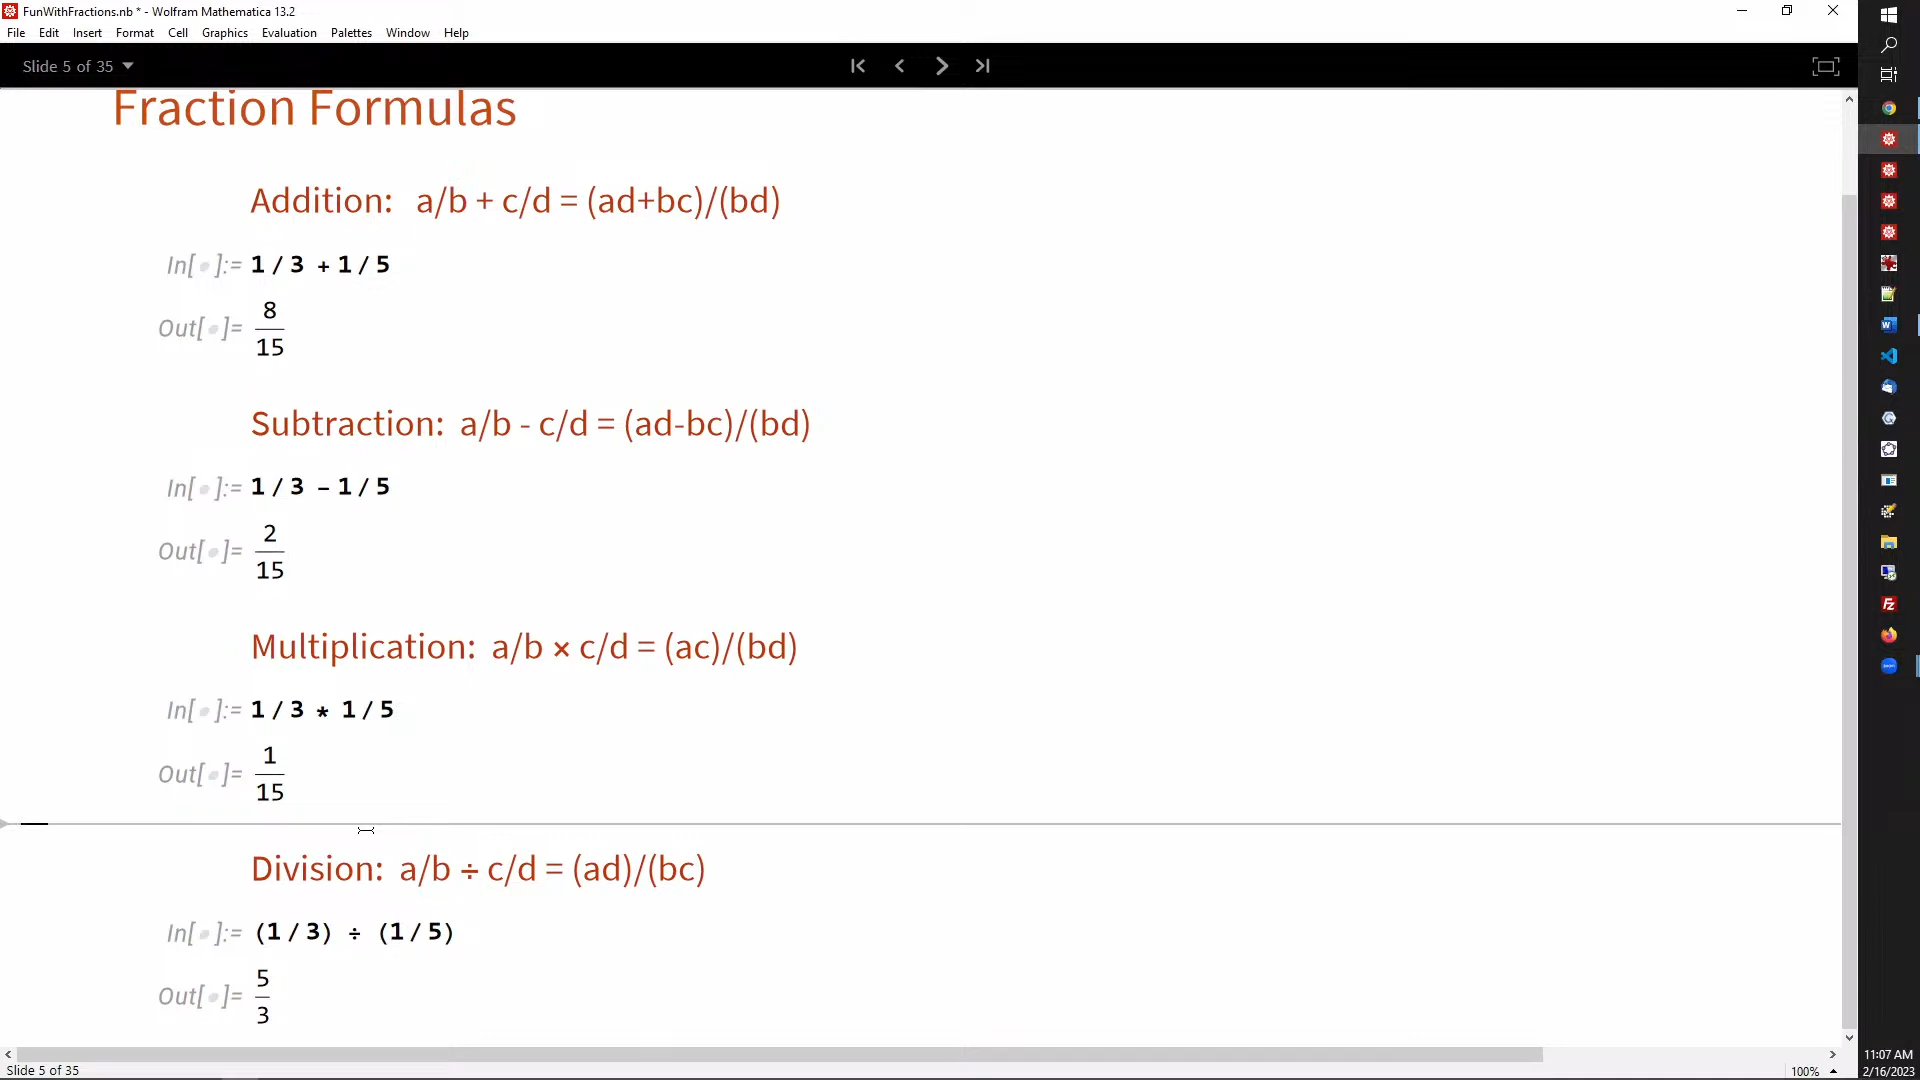 FunWithFractions.nb * - Wolfram Mathematica 13.2
File Edit Insert Format Cell Graphics Evaluation Palettes Window Help
Slide 5 of 35
Fraction Formulas
Addition: a/b + c/d = (ad+bc)/(bd)
In[ ]:= 1 / 3 + 1 / 5
Out[ ]= 8
15
Subtraction: a/b - c/d = (ad-bc)/(bd)
In[ ]:= 1 / 3 – 1 / 5
Out[ ]= 2
15
Multiplication: a/b × c/d = (ac)/(bd)
In[ ]:= 1 / 3 * 1 / 5
Out[ ]= 1
15
Division: a/b ÷ c/d = (ad)/(bc)
In[ ]:= (1 / 3) ÷ (1 / 5)
Out[ ]= 5
3
Slide 5 of 35
100%
11:07 AM
2/16/2023